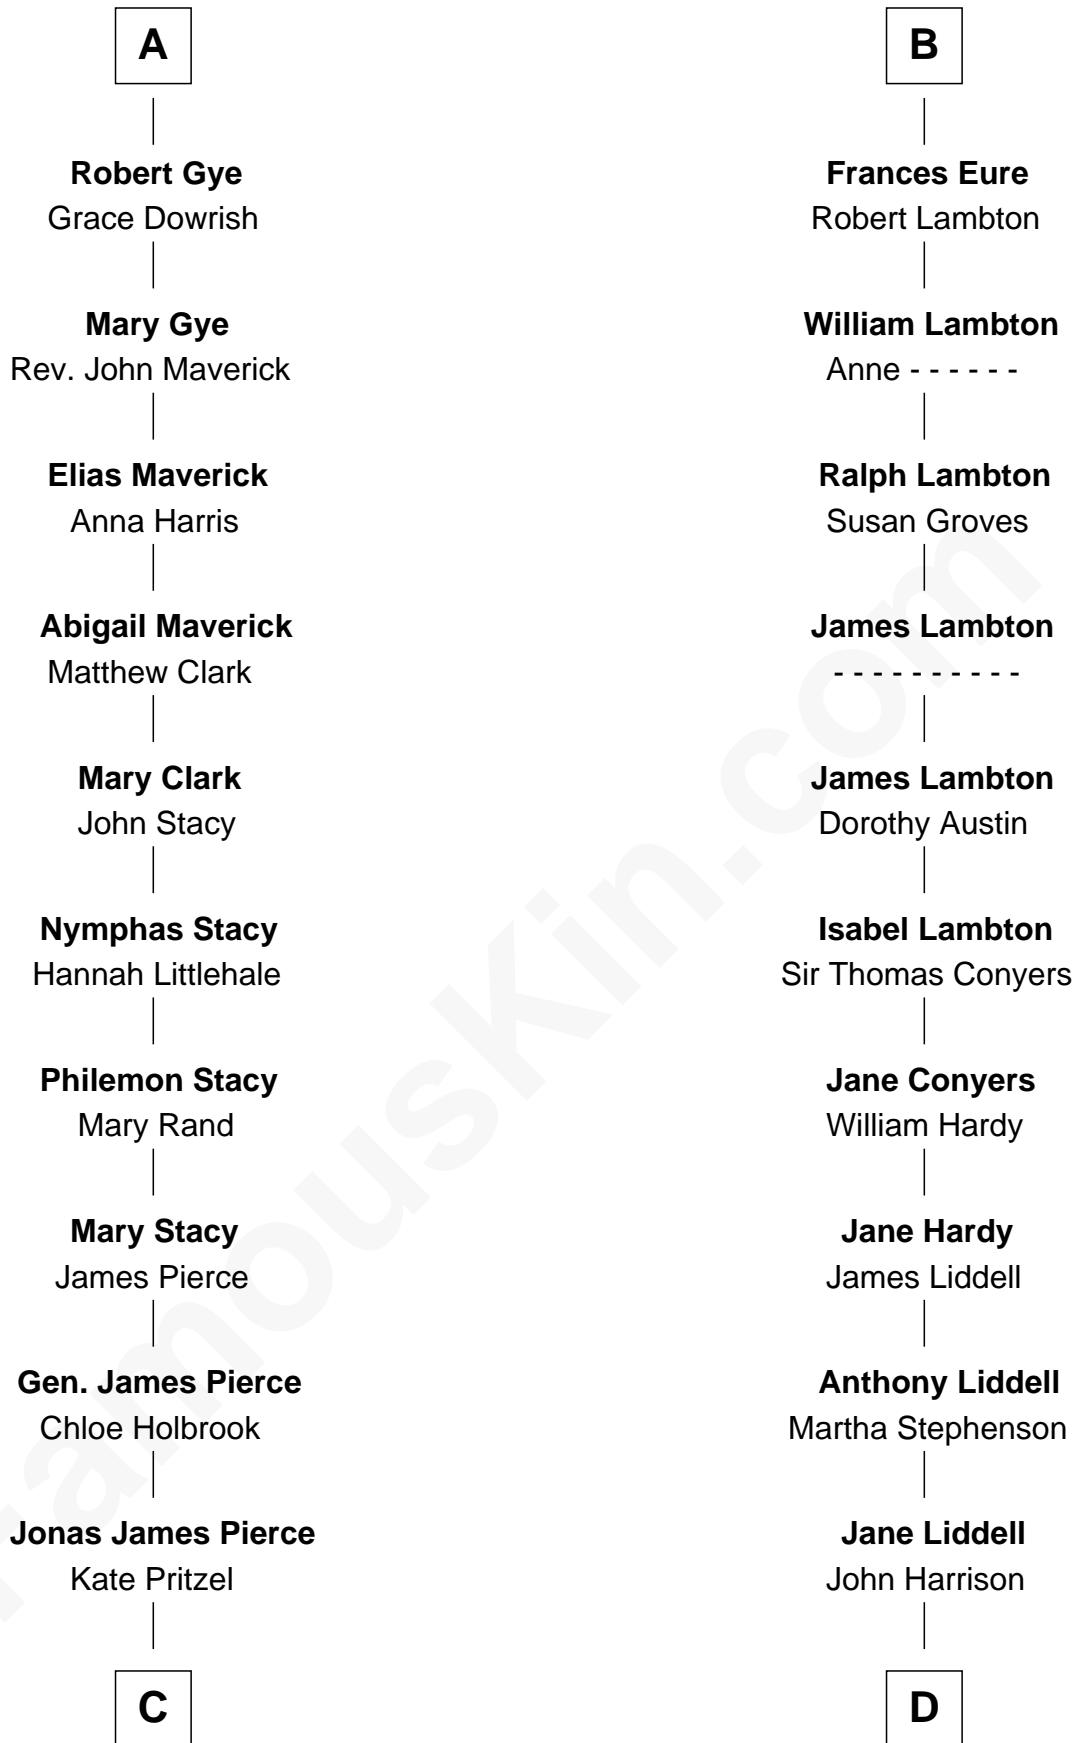 A
Robert Gye
Grace Dowrish
Mary Gye
Rev. John Maverick
Elias Maverick
Anna Harris
Abigail Maverick
Matthew Clark
Mary Clark
John Stacy
Nymphas Stacy
Hannah Littlehale
Philemon Stacy
Mary Rand
Mary Stacy
James Pierce
Gen. James Pierce
Chloe Holbrook
Jonas James Pierce
Kate Pritzel
C
B
Frances Eure
Robert Lambton
William Lambton
Anne - - - - - -
Ralph Lambton
Susan Groves
James Lambton
- - - - - - - - - -
James Lambton
Dorothy Austin
Isabel Lambton
Sir Thomas Conyers
Jane Conyers
William Hardy
Jane Hardy
James Liddell
Anthony Liddell
Martha Stephenson
Jane Liddell
John Harrison
D
FamousKin.com